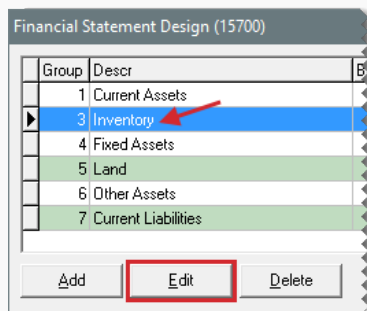 Financial Statement Design (15700)
Group Descr
1 Current Assets
3 Inventory
4 Fixed Assets
5 Land
6 Other Assets
7 Current Liabilities
Add Edit Delete